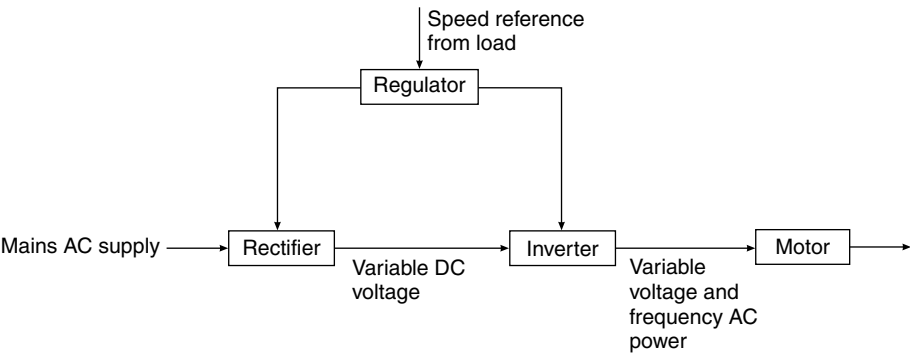 Speed reference
from load
Regulator
Mains AC supply
Rectifier
Inverter
Motor
Variable DC
voltage
Variable
voltage and
frequency AC
power